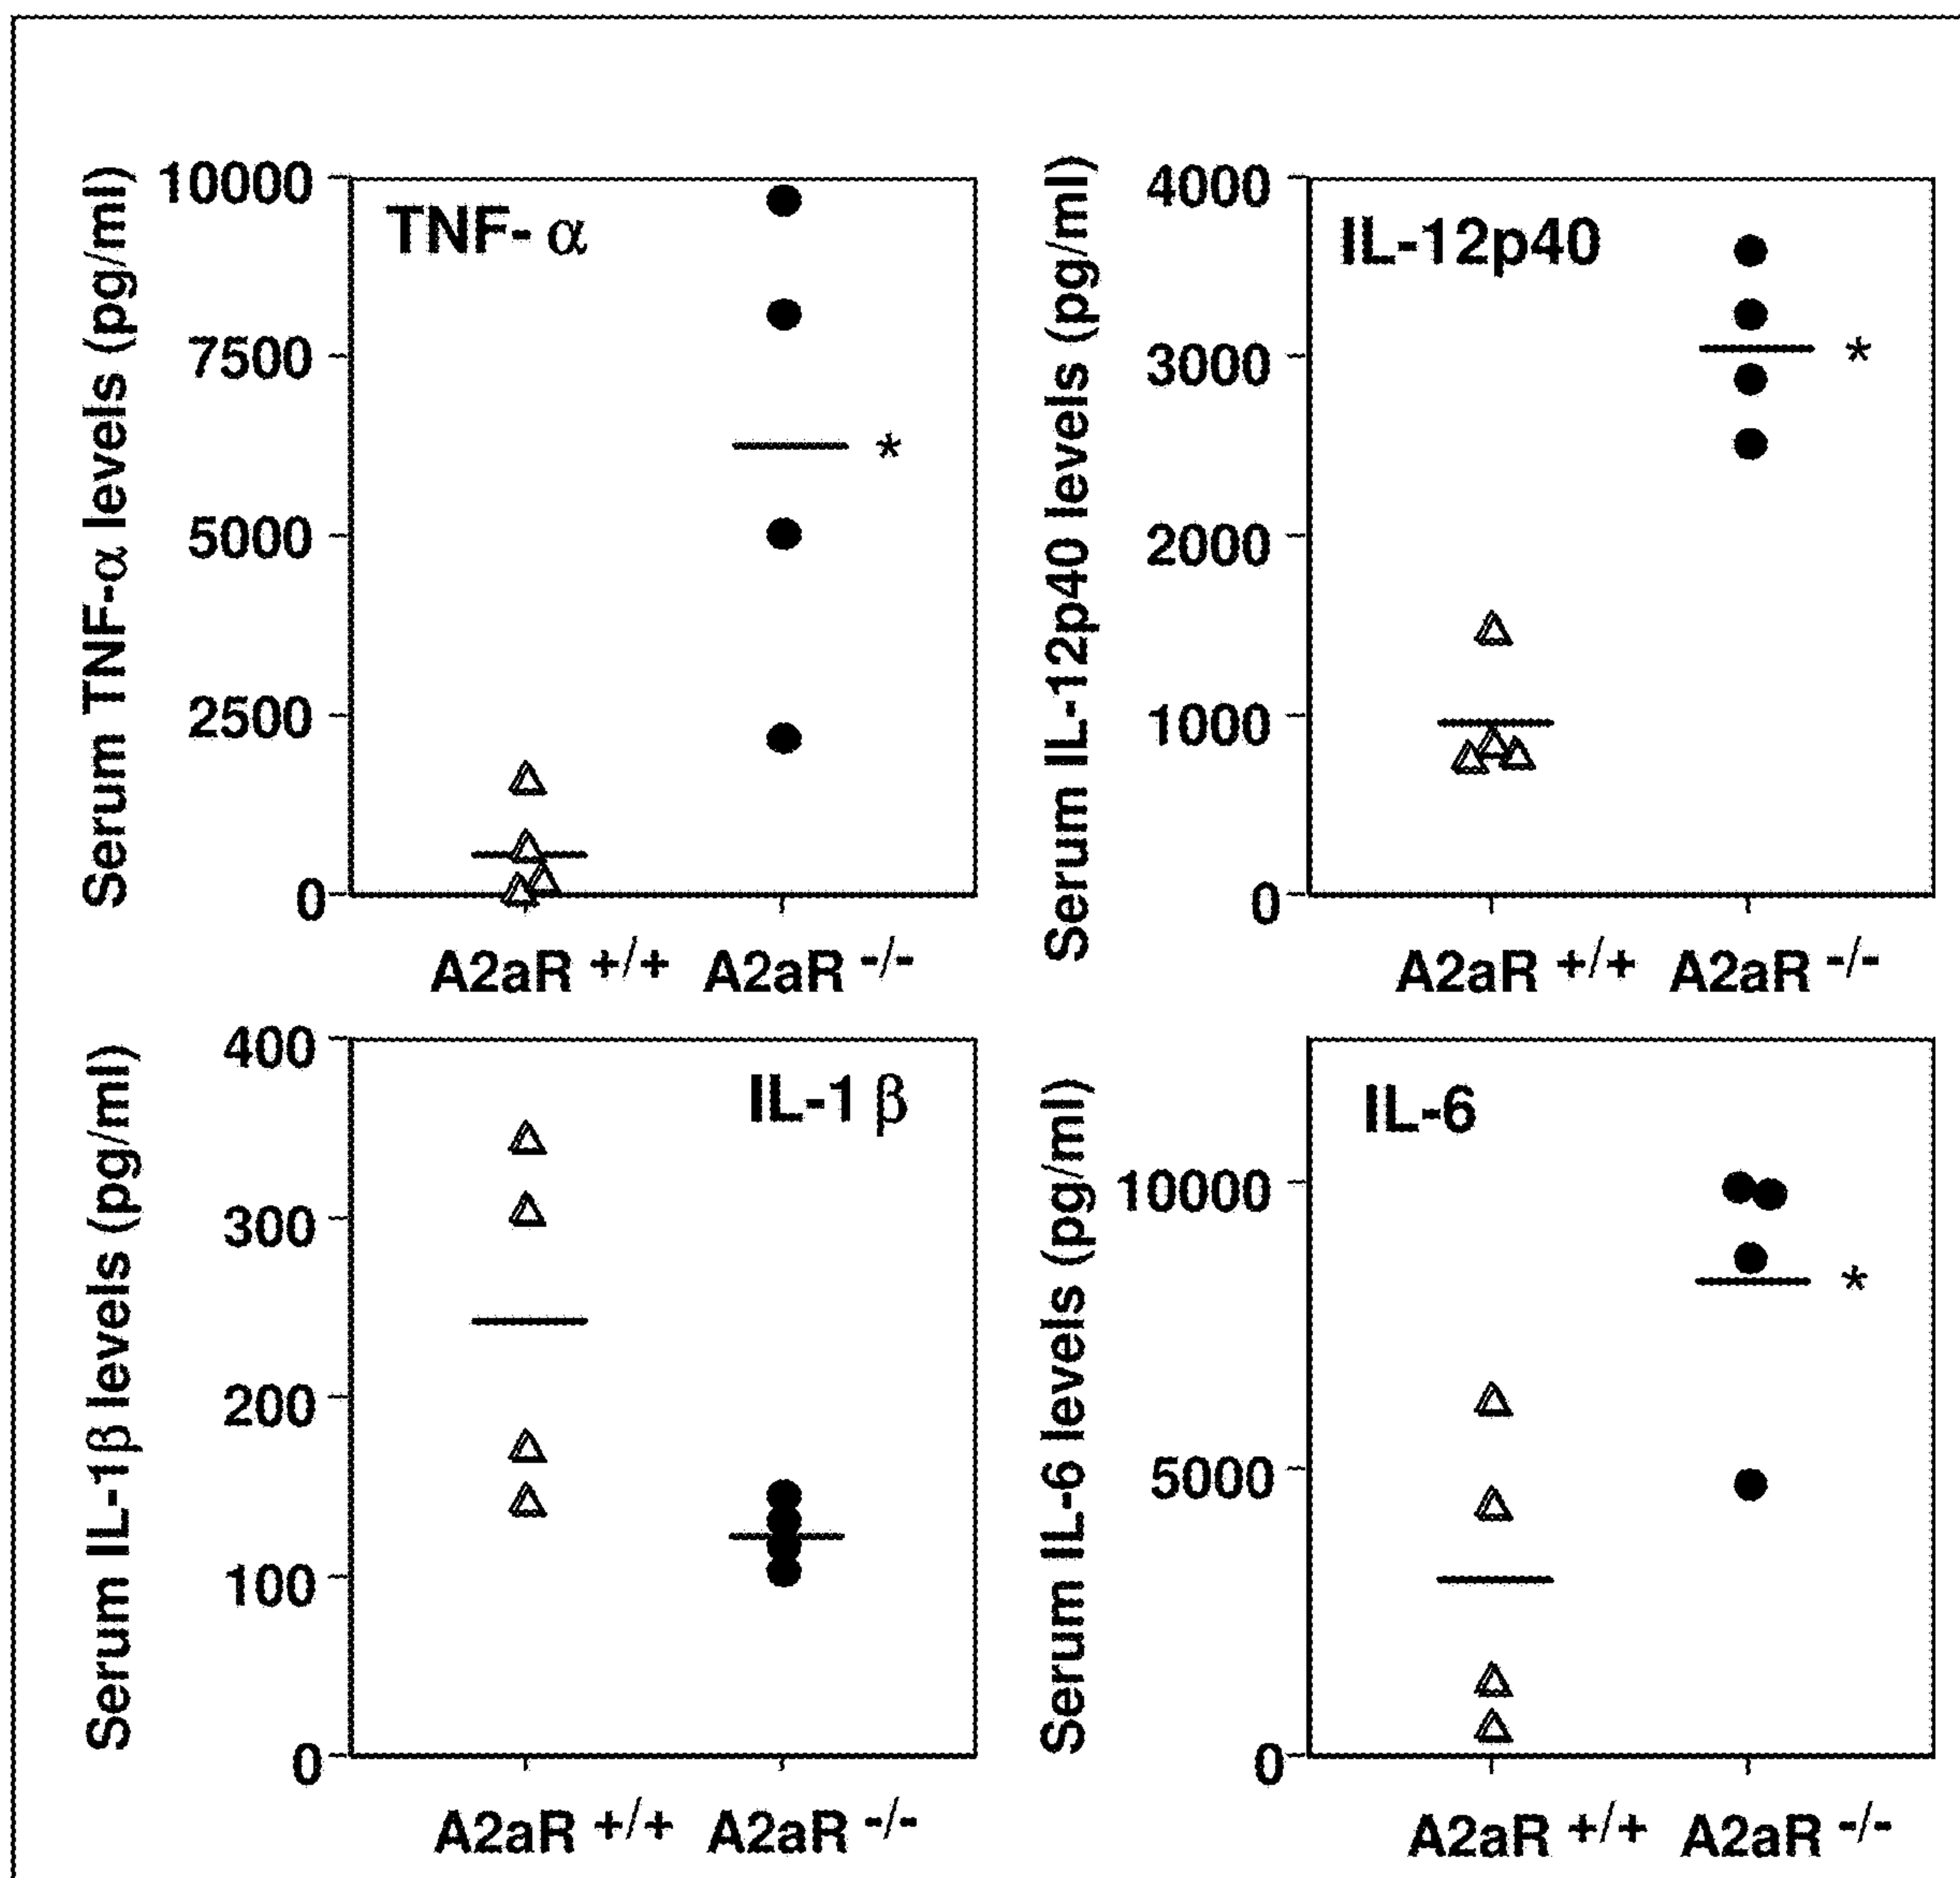 Serum TNF-α levels (pg/ml)
10000
7500
5000
2500
0
TNF- α
*
A2aR +/+ A2aR -/-
Serum IL-12p40 levels (pg/ml)
4000
3000
2000
1000
0
IL-12p40
*
A2aR +/+ A2aR -/-
Serum IL-1β levels (pg/ml)
400
300
200
100
0
IL-1 β
A2aR +/+ A2aR -/-
Serum IL-6 levels (pg/ml)
10000
5000
0
IL-6
*
A2aR +/+ A2aR -/-